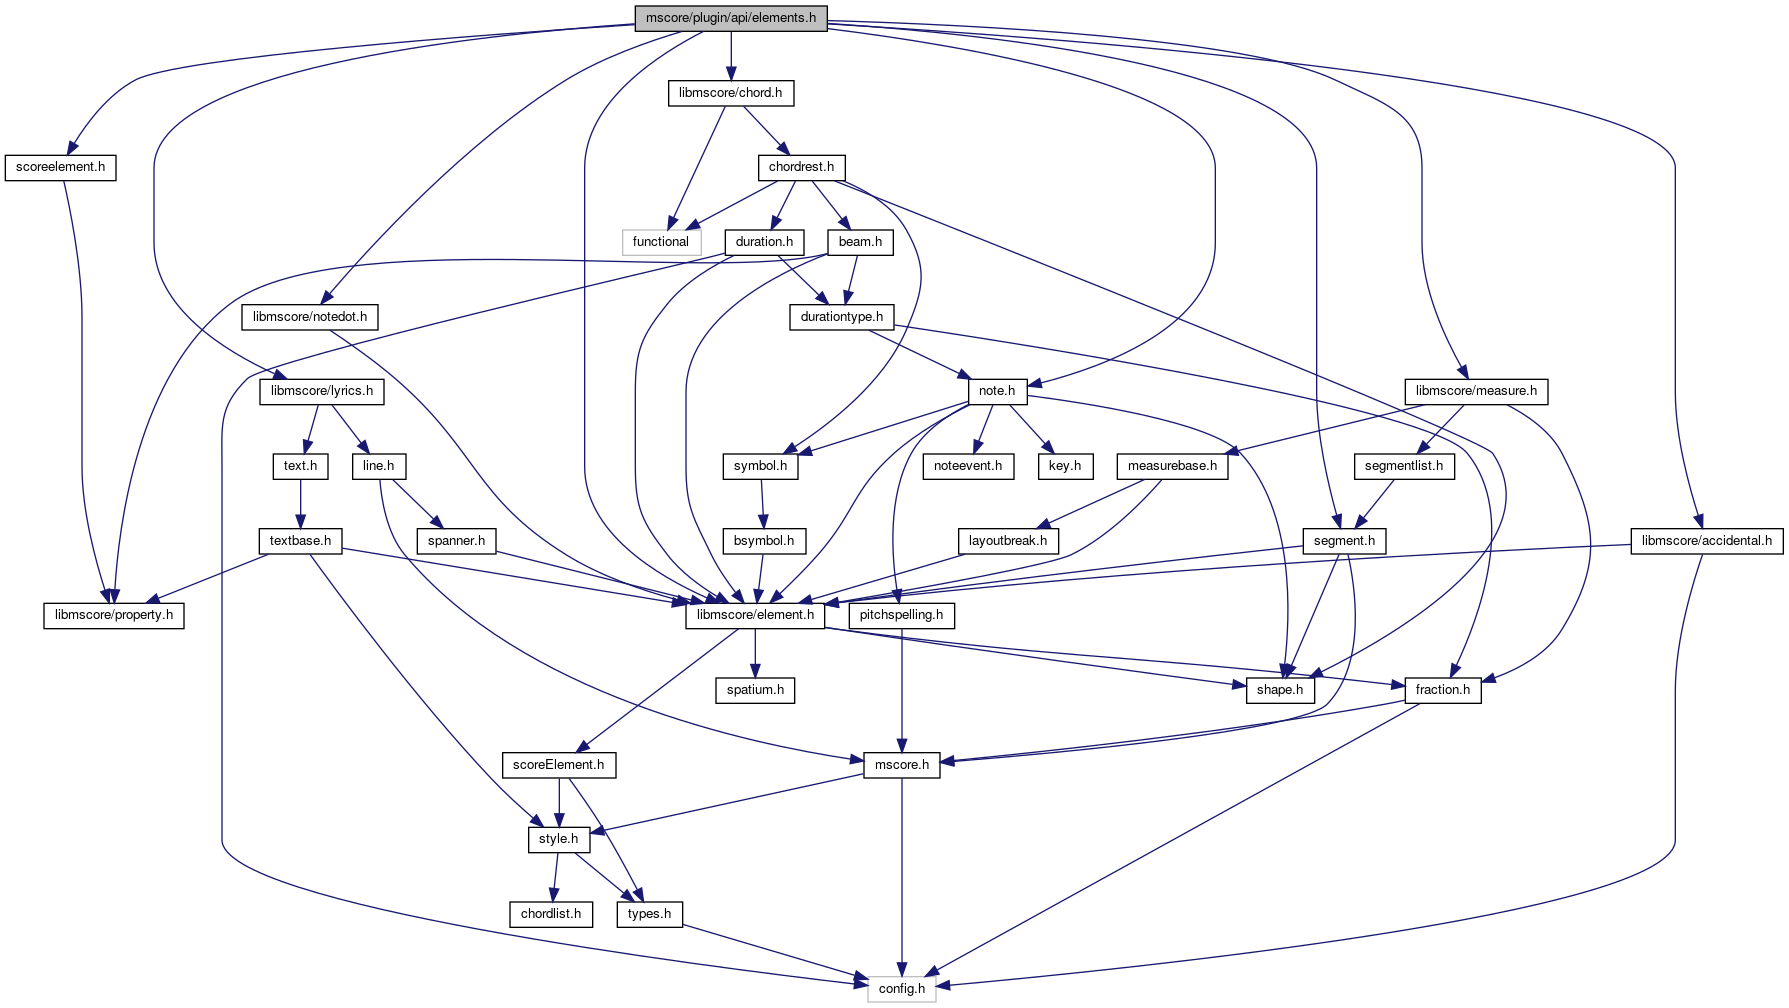 mscore/plugin/api/elements.h
libmscore/chord.h
scoreelement.h
chordrest.h
functional
duration.h
beam.h
libmscore/notedot.h
durationtype.h
libmscore/lyrics.h
note.h
libmscore/measure.h
text.h
line.h
symbol.h
noteevent.h
key.h
measurebase.h
segmentlist.h
textbase.h
spanner.h
bsymbol.h
layoutbreak.h
segment.h
libmscore/accidental.h
libmscore/property.h
libmscore/element.h
pitchspelling.h
spatium.h
shape.h
fraction.h
scoreElement.h
mscore.h
style.h
chordlist.h
types.h
config.h